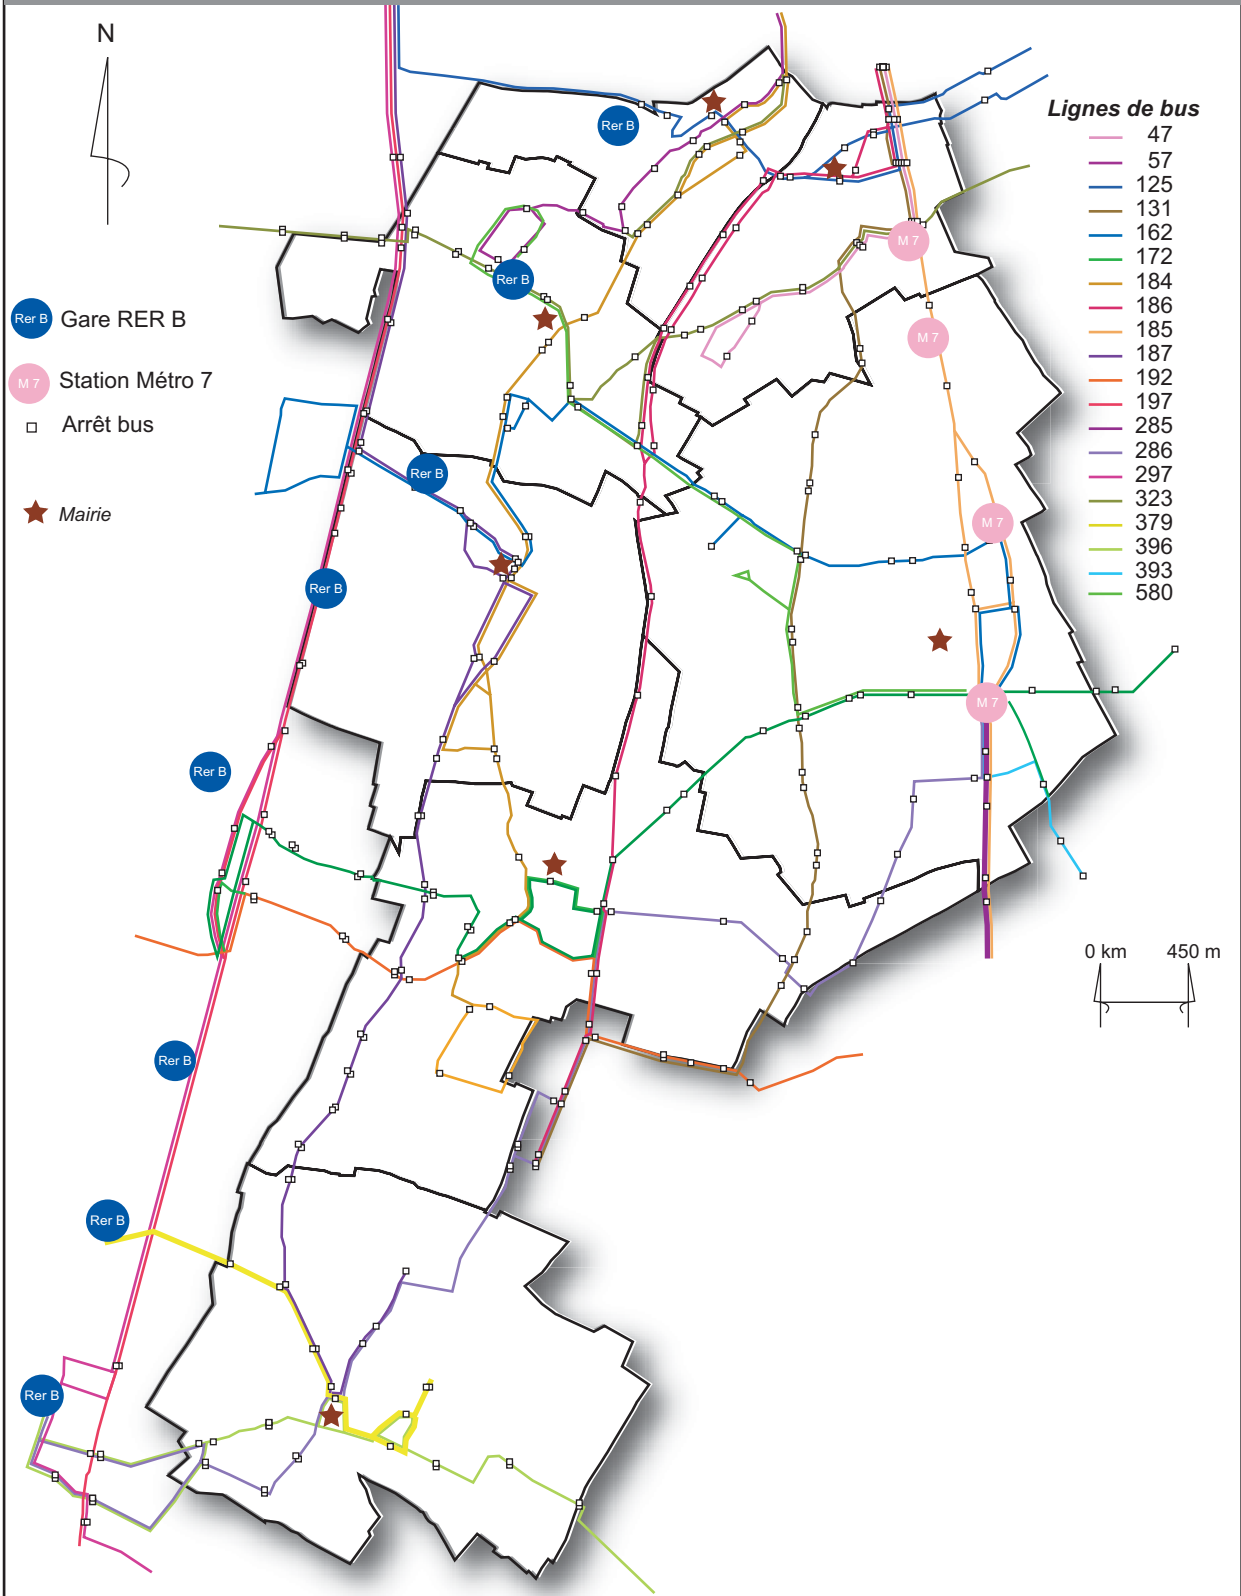 N
Rer B
Lignes de bus
47
57
125
131
162
172
184
186
185
187
192
197
285
286
297
323
379
396
393
580
M 7
Rer B
Rer B Gare RER B
M 7
M 7 Station Métro 7
Arrêt bus
Rer B
Mairie
M 7
Rer B
M 7
Rer B
0 km 450 m
Rer B
Rer B
Rer B